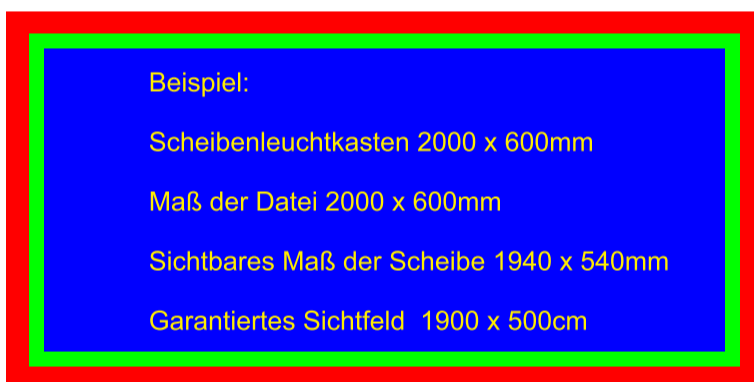 Beispiel:
Scheibenleuchtkasten 2000 x 600mm
Maß der Datei 2000 x 600mm
Sichtbares Maß der Scheibe 1940 x 540mm
Garantiertes Sichtfeld  1900 x 500cm